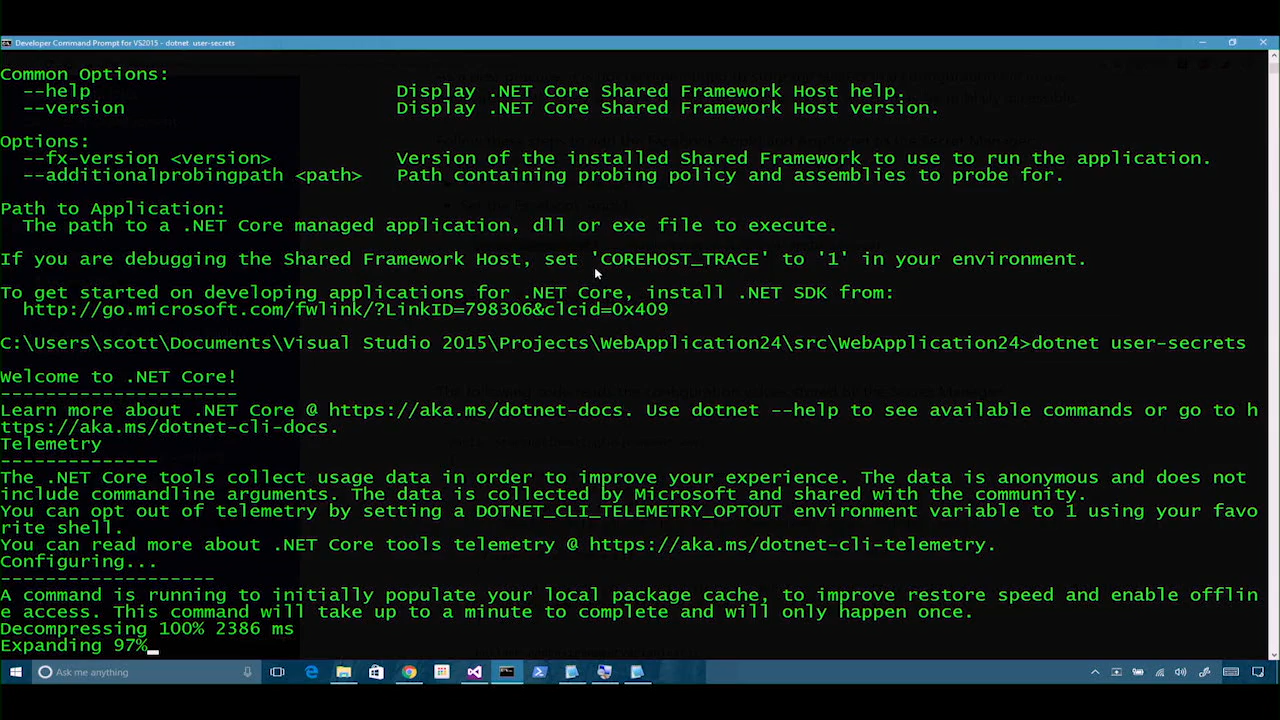 Developer Command Prompt for VS2015 - dotnet user-secrets
Common Options:
--help Display .NET Core Shared Framework Host help.
--version Display .NET Core Shared Framework Host version.
Options:
--fx-version <version> Version of the installed Shared Framework to use to run the application.
--additionalprobingpath <path> Path containing probing policy and assemblies to probe for.
Path to Application:
The path to a .NET Core managed application, dll or exe file to execute.
If you are debugging the Shared Framework Host, set 'COREHOST_TRACE' to '1' in your environment.
To get started on developing applications for .NET Core, install .NET SDK from:
http://go.microsoft.com/fwlink/?LinkID=798306&clcid=0x409
C:\Users\scott\Documents\Visual Studio 2015\Projects\WebApplication24\src\WebApplication24>dotnet user-secrets
Welcome to .NET Core!
---------------------
Learn more about .NET Core @ https://aka.ms/dotnet-docs. Use dotnet --help to see available commands or go to h
ttps://aka.ms/dotnet-cli-docs.
Telemetry
--------------
The .NET Core tools collect usage data in order to improve your experience. The data is anonymous and does not
include commandline arguments. The data is collected by Microsoft and shared with the community.
You can opt out of telemetry by setting a DOTNET_CLI_TELEMETRY_OPTOUT environment variable to 1 using your favo
rite shell.
You can read more about .NET Core tools telemetry @ https://aka.ms/dotnet-cli-telemetry.
Configuring...
-------------------
A command is running to initially populate your local package cache, to improve restore speed and enable offlin
e access. This command will take up to a minute to complete and will only happen once.
Decompressing 100% 2386 ms
Expanding 97%
Ask me anything